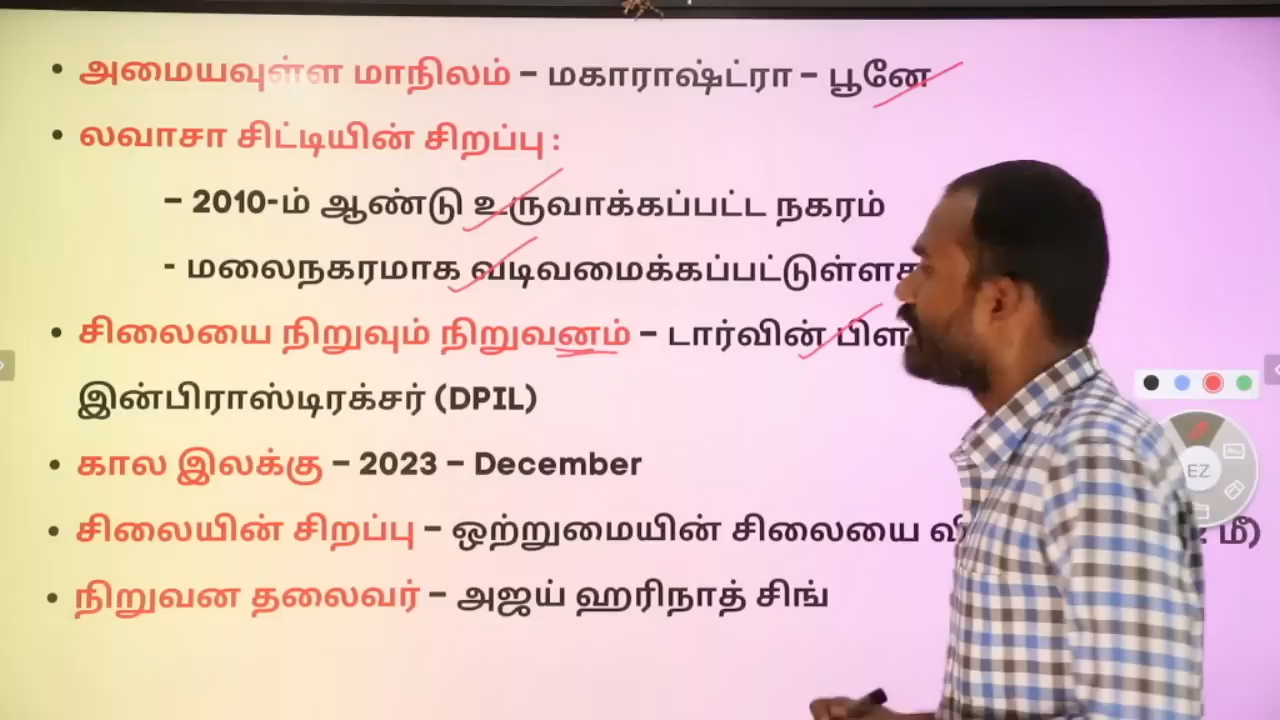 • அமையவுள்ள மாநிலம் – மகாராஷ்ட்ரா – பூனே
• லவாசா சிட்டியின் சிறப்பு :
– 2010-ம் ஆண்டு உருவாக்கப்பட்ட நகரம்
- மலைநகரமாக வடிவமைக்கப்பட்டுள்ள
• சிலையை நிறுவும் நிறுவனம் – டார்வின்
இன்பிராஸ்டிரக்சர் (DPIL)
• கால இலக்கு – 2023 – December
• சிலையின் சிறப்பு – ஒற்றுமையின் சிலையை மீ)
• நிறுவன தலைவர் – அஜய் ஹரிநாத் சிங்
EZ